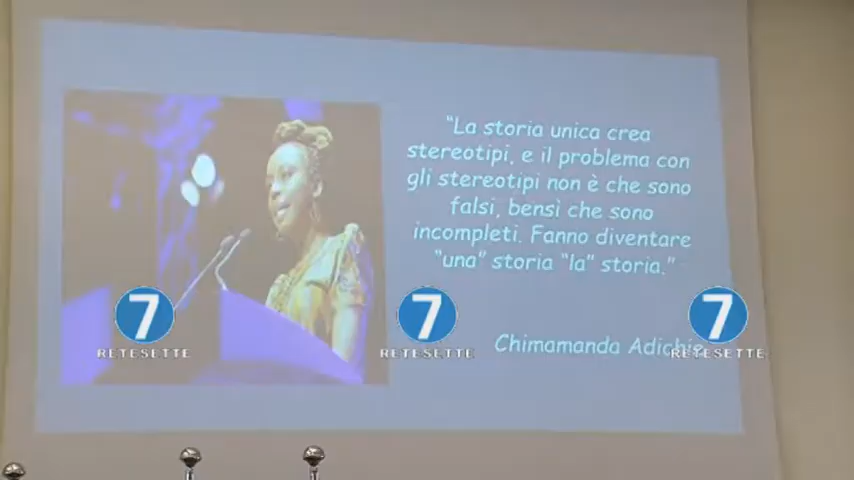 "La storia unica crea
stereotipi, e il problema con
gli stereotipi non è che sono
falsi, bensì che sono
incompleti. Fanno diventare
"una" storia "la" storia."
Chimamanda Adichie
7 7 7
RETESETTE RETESETTE RETESETTE